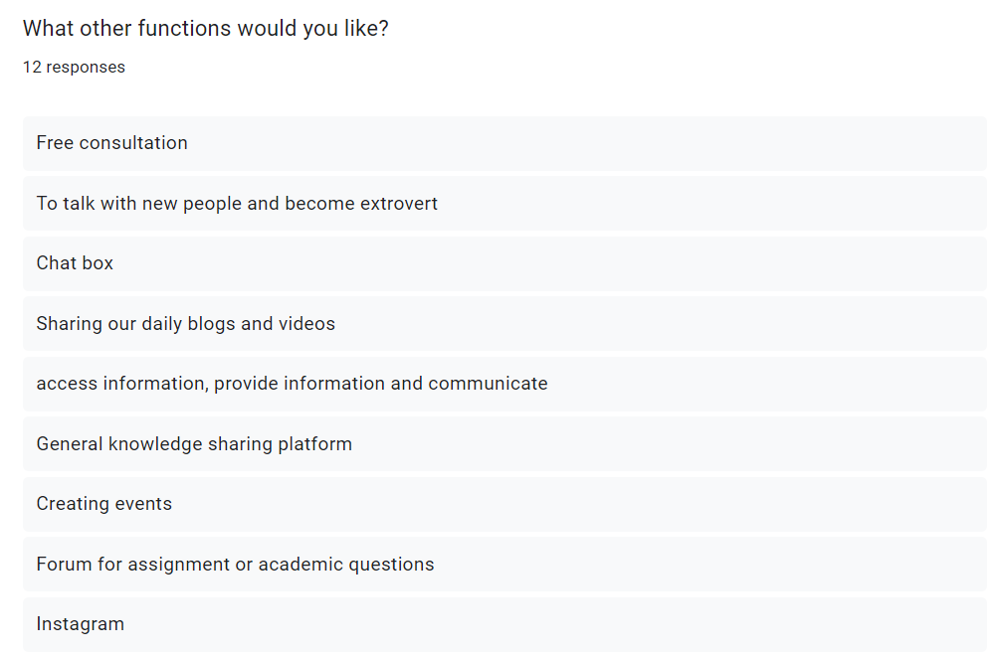 What other functions would you like?
12 responses
Free consultation
To talk with new people and become extrovert
Chat box
Sharing our daily blogs and videos
access information, provide information and communicate
General knowledge sharing platform
Creating events
Forum for assignment or academic questions
Instagram